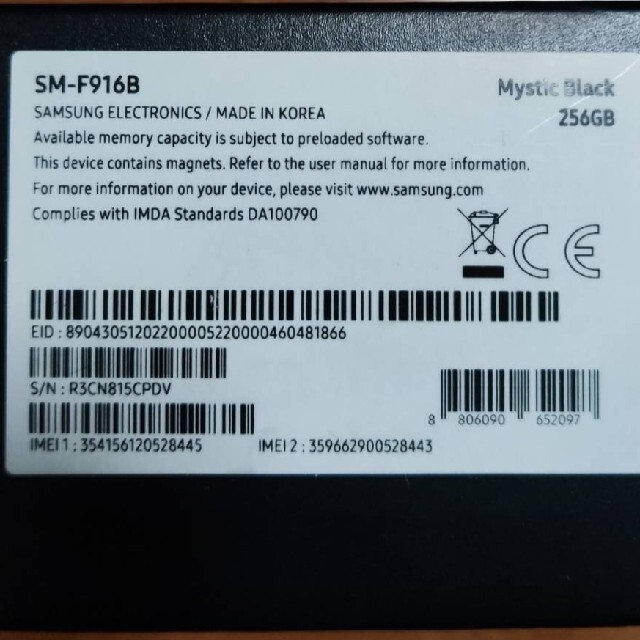 SM-F916B
Mystic Black
256GB
SAMSUNG ELECTRONICS / MADE IN KOREA
Available memory capacity is subject to preloaded software.
This device contains magnets. Refer to the user manual for more information.
For more information on your device, please visit www.samsung.com
Complies with IMDA Standards DA100790
CE
EID : 89043051202200005220000460481866
S/N : R3CN815CPDV
8 806090 652097
IMEI 1 : 354156120528445 IMEI 2 : 359662900528443